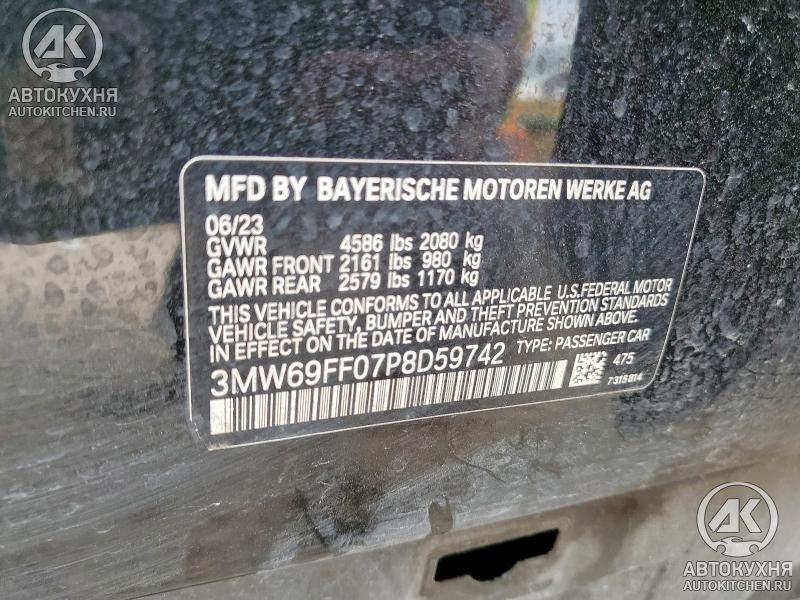 AK
АВТОКУХНЯ
AUTOKITCHEN.RU
MFD BY BAYERISCHE MOTOREN WERKE AG
06/23
GVWR 4586 lbs 2080 kg
GAWR FRONT 2161 lbs 980 kg
GAWR REAR 2579 lbs 1170 kg
THIS VEHICLE CONFORMS TO ALL APPLICABLE U.S.FEDERAL MOTOR
VEHICLE SAFETY, BUMPER AND THEFT PREVENTION STANDARDS
IN EFFECT ON THE DATE OF MANUFACTURE SHOWN ABOVE.
3MW69FF07P8D59742 TYPE: PASSENGER CAR
475
7315814
AK
АВТОКУХНЯ
AUTOKITCHEN.RU